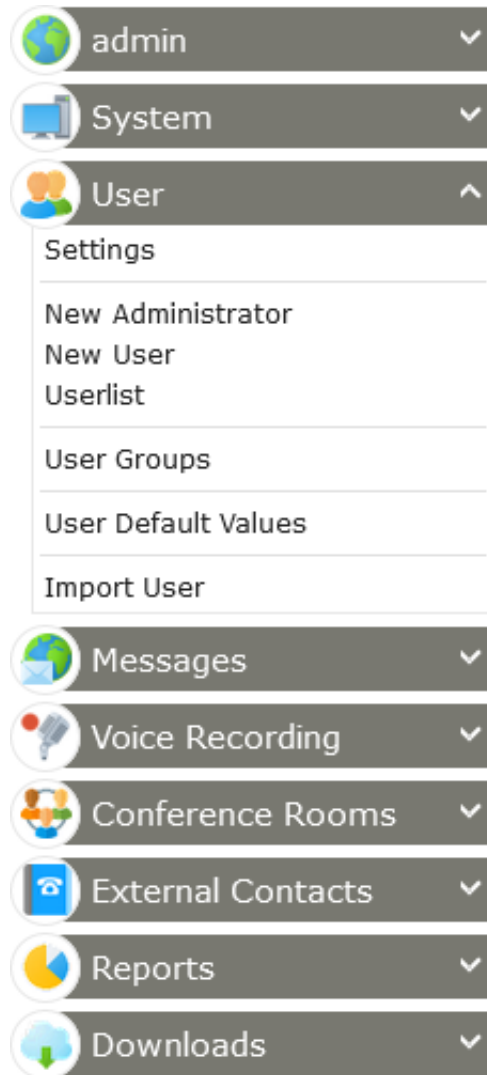 admin
System
User
Settings
New Administrator
New User
Userlist
User Groups
User Default Values
Import User
Messages
Voice Recording
Conference Rooms
External Contacts
Reports
Downloads